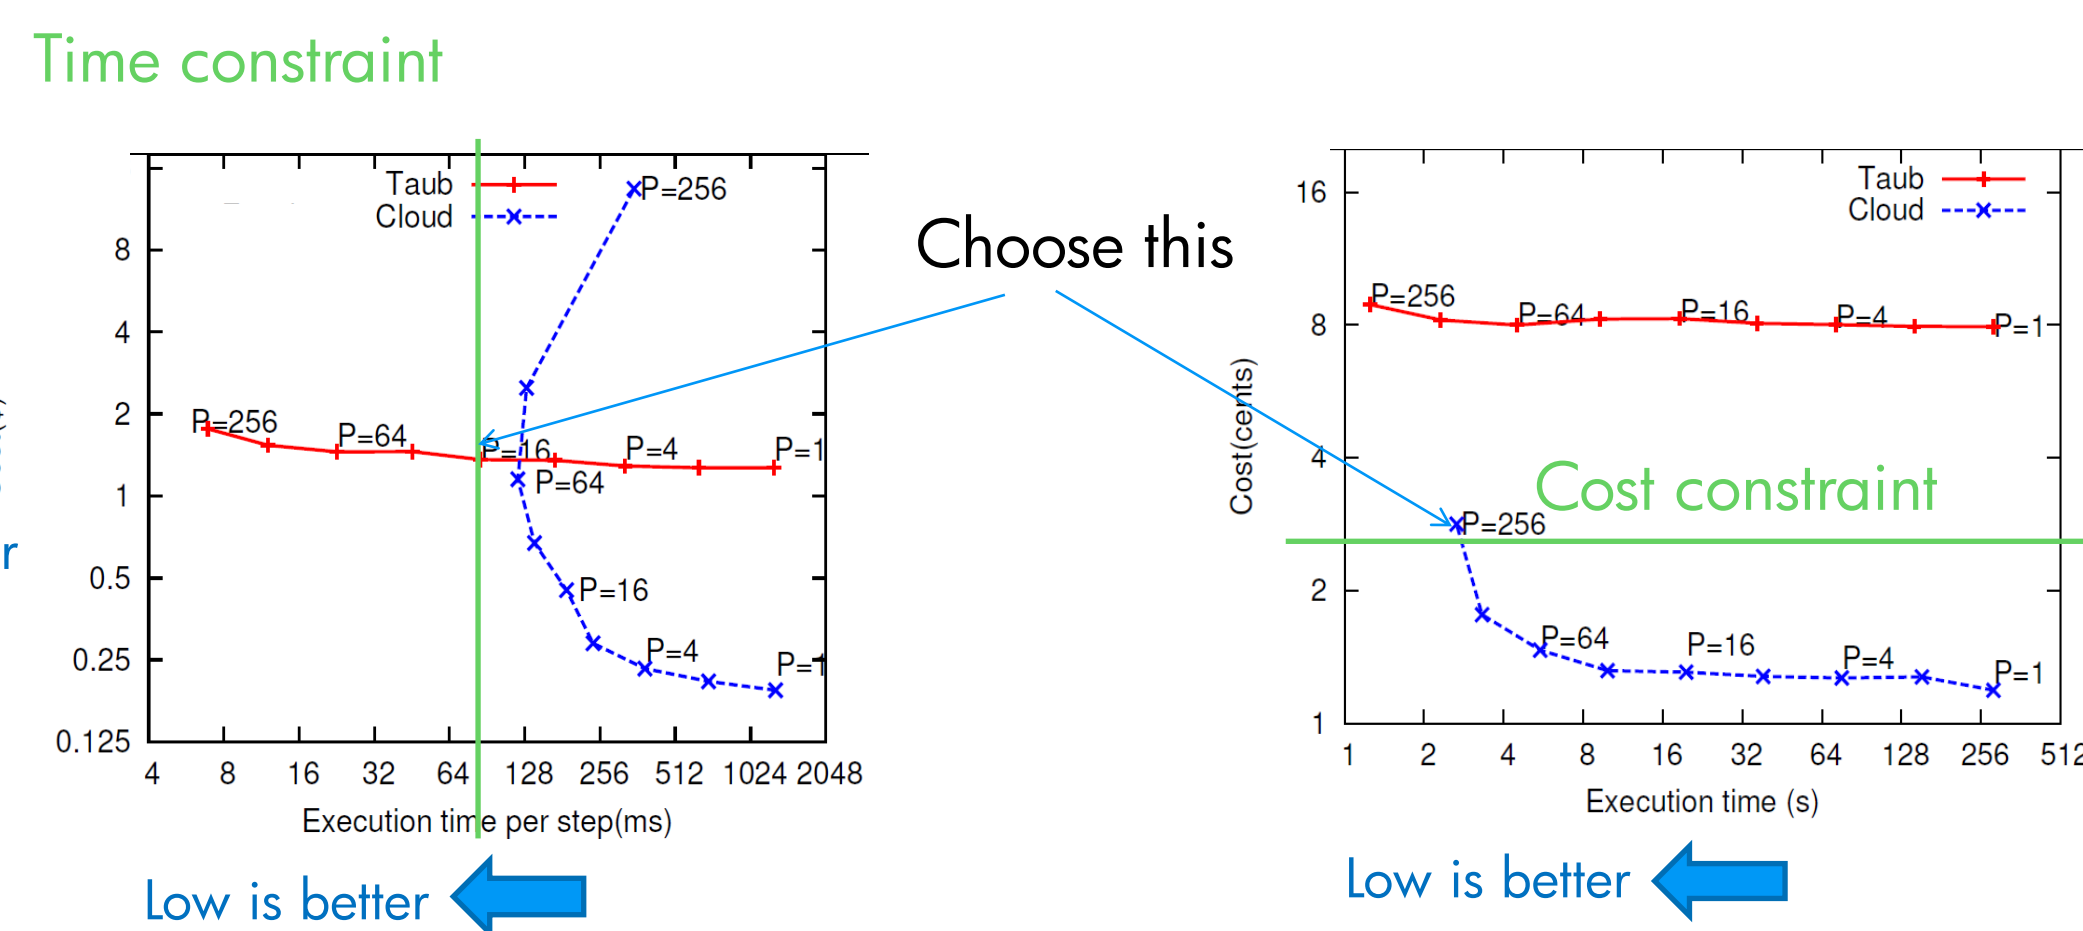 Time constraint
Taub
Cloud
P=256
8
4
2
1
0.5
0.25
0.125
P=256
P=64
P=16
P=4
P=1
P=64
P=16
P=4
P=1
4 8 16 32 64 128 256 512 1024 2048
Execution time per step(ms)
Low is better
r
Choose this
Taub
Cloud
16
8
4
2
1
Cost(cents)
P=256
P=64
P=16
P=4
P=1
Cost constraint
P=256
P=64
P=16
P=4
P=1
1 2 4 8 16 32 64 128 256 512
Execution time (s)
Low is better